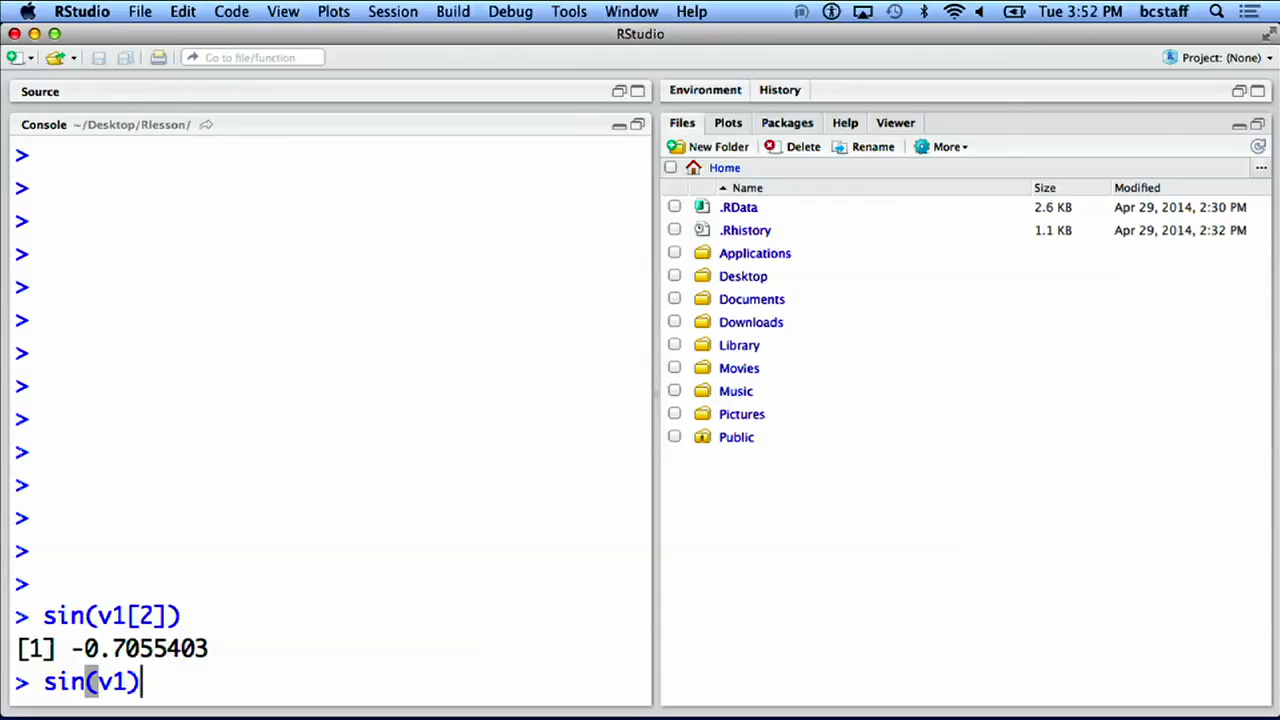 RStudio File Edit Code View Plots Session Build Debug Tools Window Help Tue 3:52 PM bcstaff
RStudio
Go to file/function Project: (None)
Source
Console ~/Desktop/Rlesson/
>
>
>
>
>
>
>
>
>
>
>
>
>
>
> sin(v1[2])
[1] -0.7055403
> sin(v1)
Environment History
Files Plots Packages Help Viewer
New Folder Delete Rename More
Home
Name Size Modified
.RData 2.6 KB Apr 29, 2014, 2:30 PM
.Rhistory 1.1 KB Apr 29, 2014, 2:32 PM
Applications
Desktop
Documents
Downloads
Library
Movies
Music
Pictures
Public